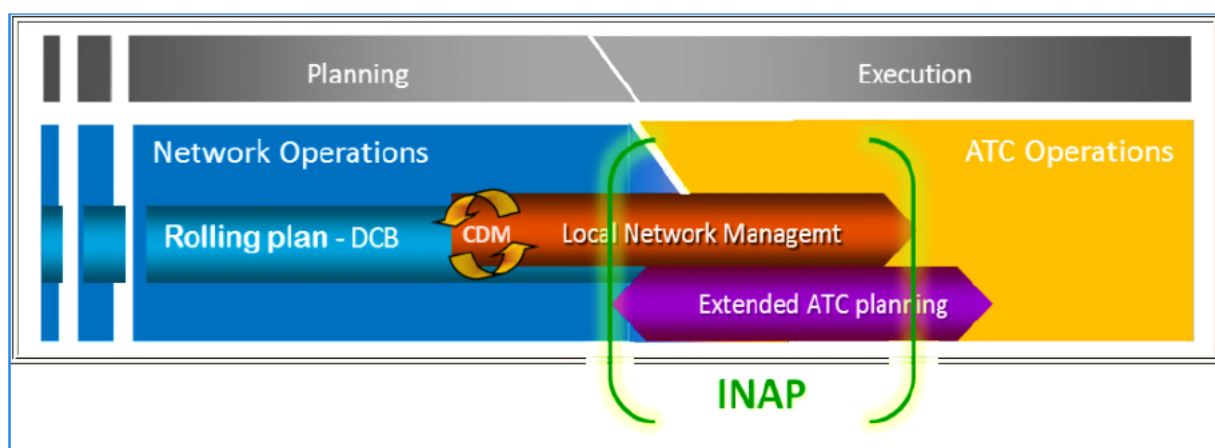 Planning
Execution
Network Operations
ATC Operations
Rolling plan - DCB
CDM
Local Network Managemt
Extended ATC planning
INAP